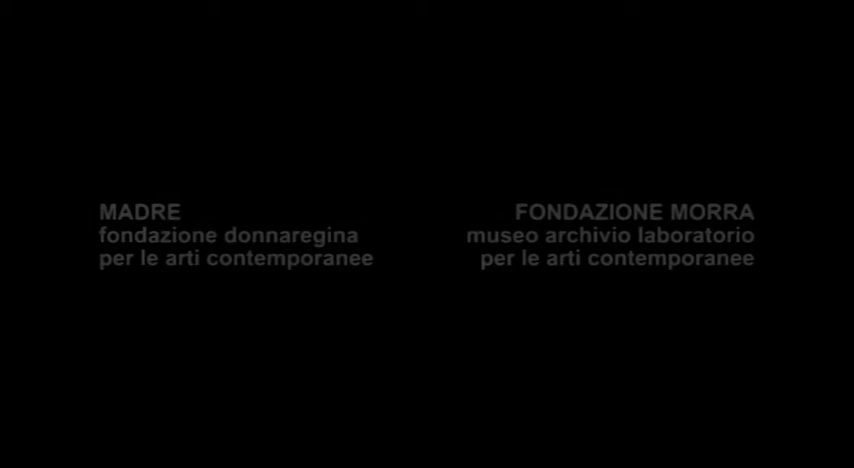 MADRE
fondazione donnaregina
per le arti contemporanee
FONDAZIONE MORRA
museo archivio laboratorio
per le arti contemporanee